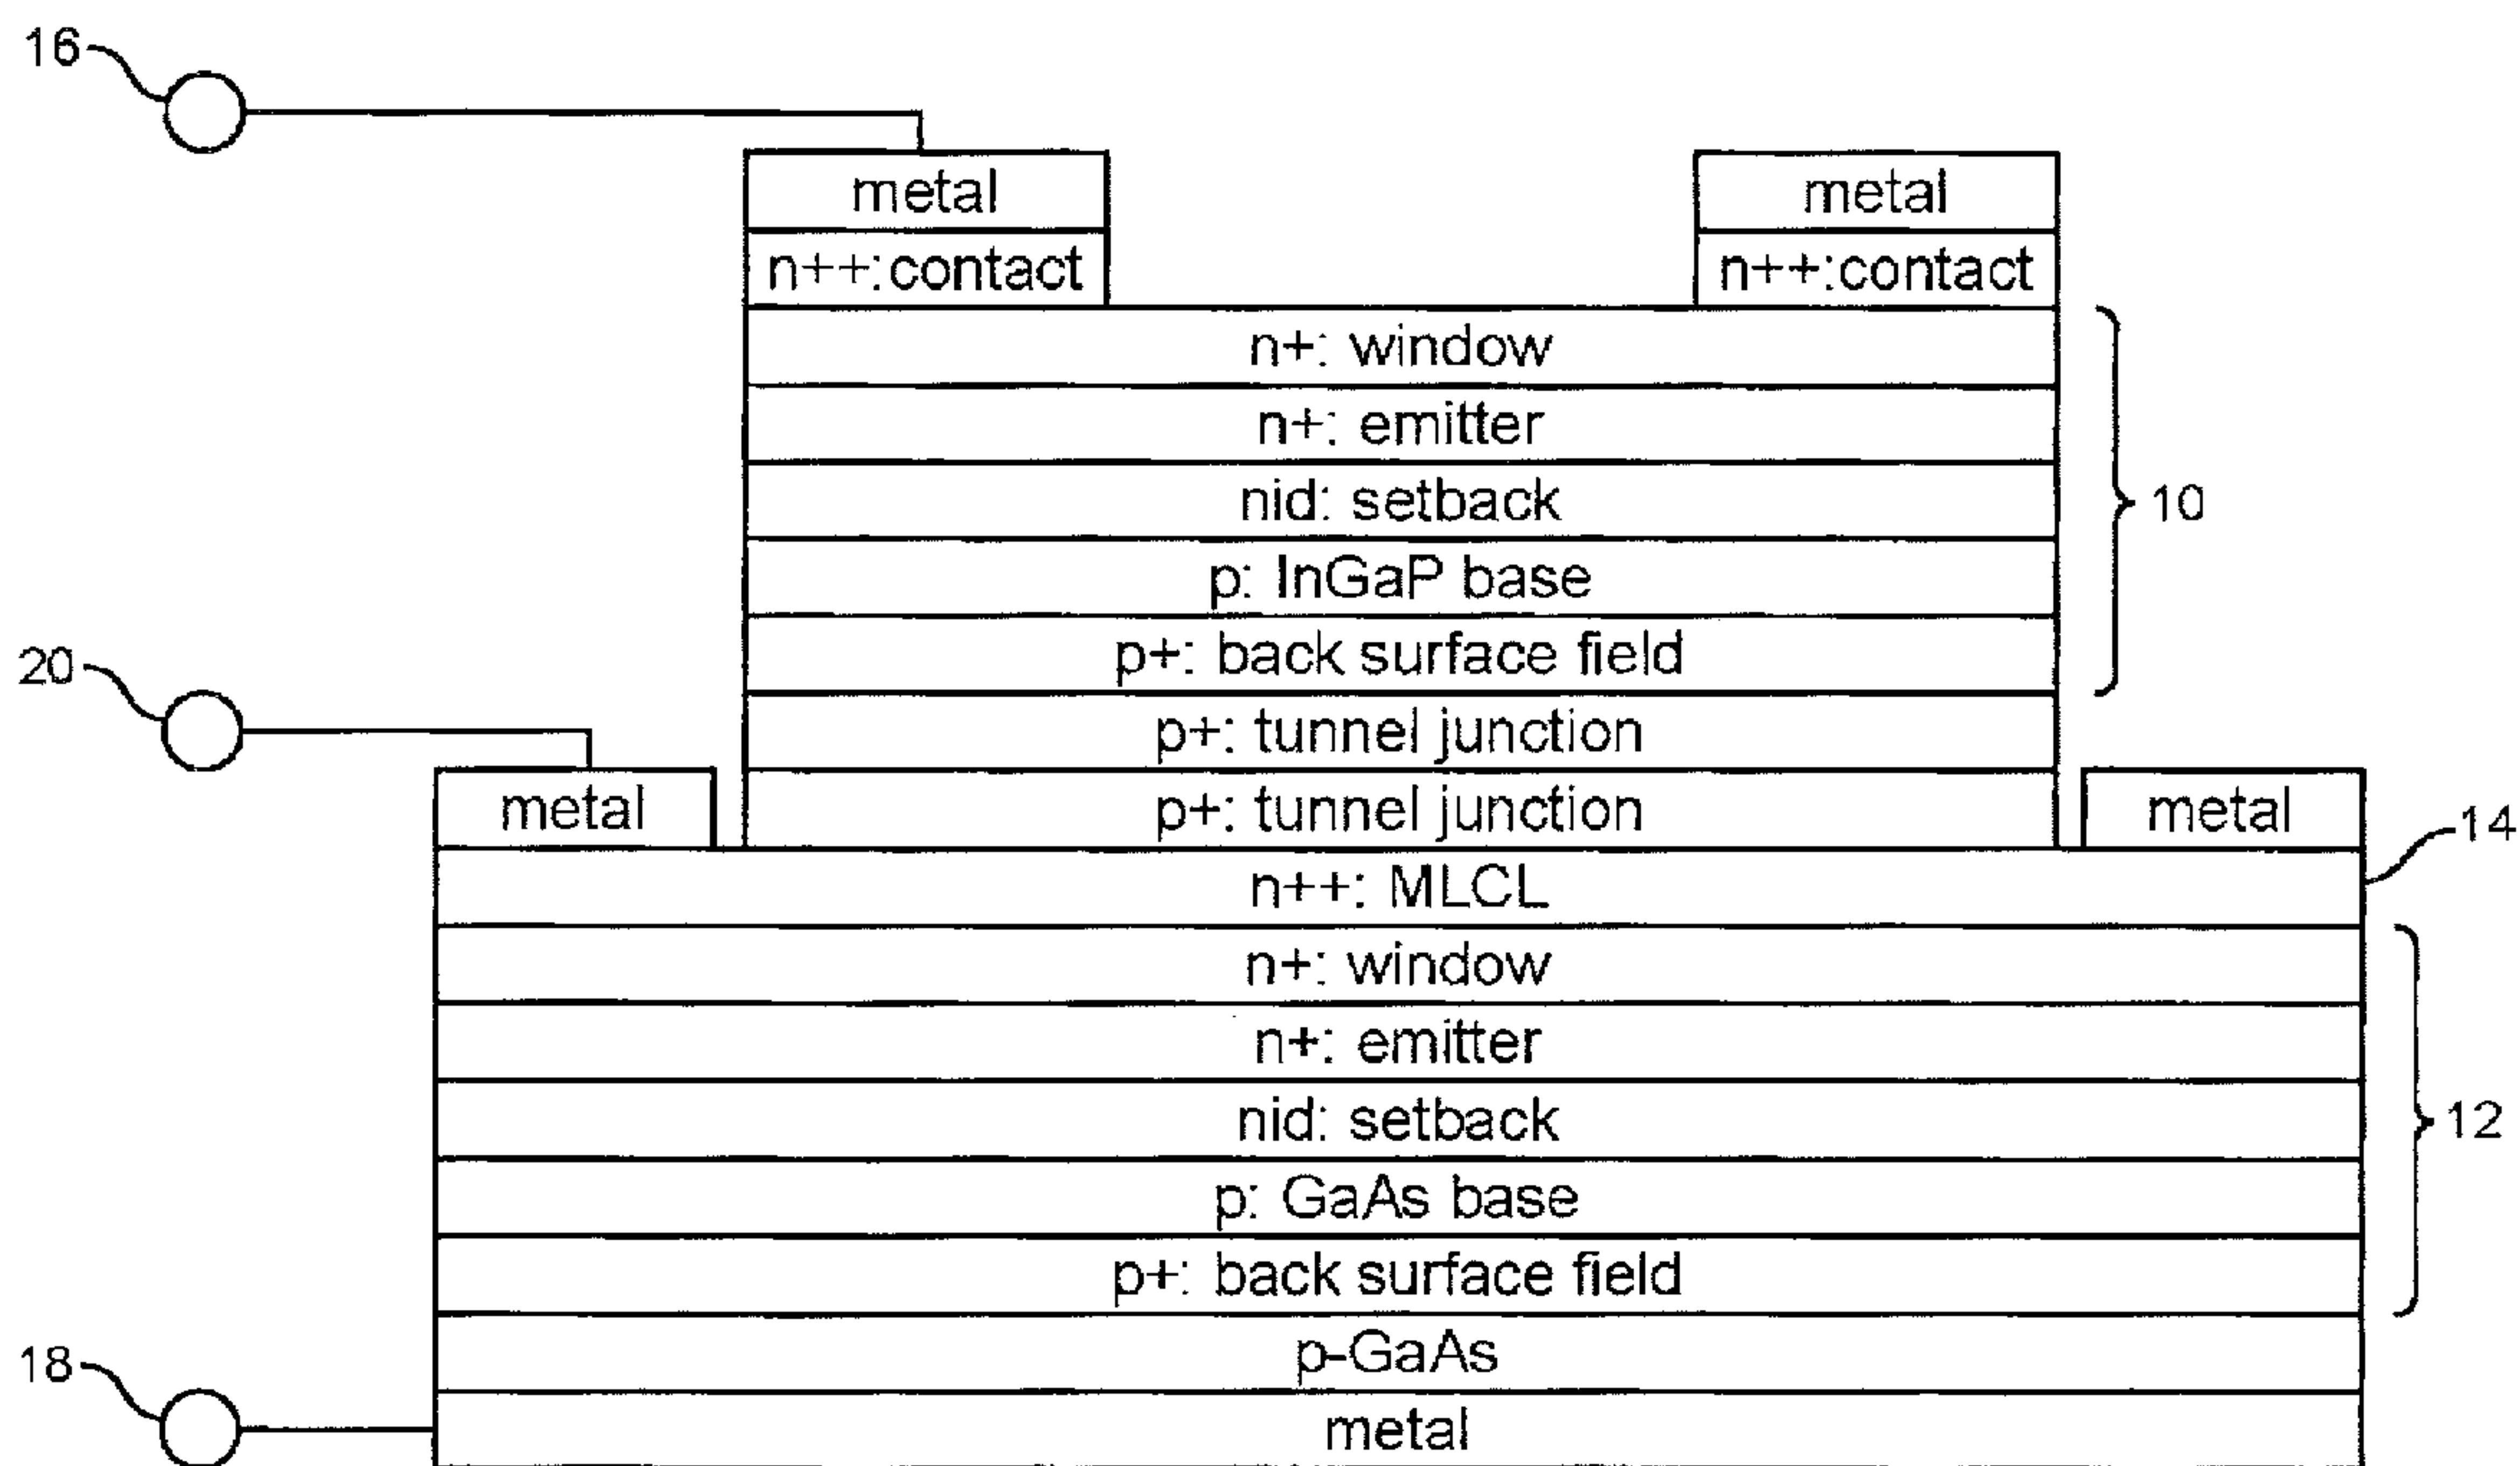 16
metal
metal
n++:contact
n++:contact
n+: window
n+: emitter
nid: setback
10
p: InGaP base
p+: back surface field
20
p+: tunnel junction
metal
p+: tunnel junction
metal
14
n++: MLCL
n+: window
n+: emitter
nid: setback
12
p: GaAs base
p+: back surface field
p-GaAs
18
metal